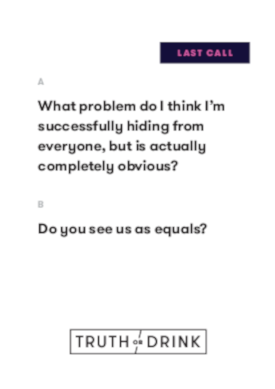 LAST CALL
A
What problem do I think I'm
successfully hiding from
everyone, but is actually
completely obvious?
B
Do you see us as equals?
TRUTH OR DRINK